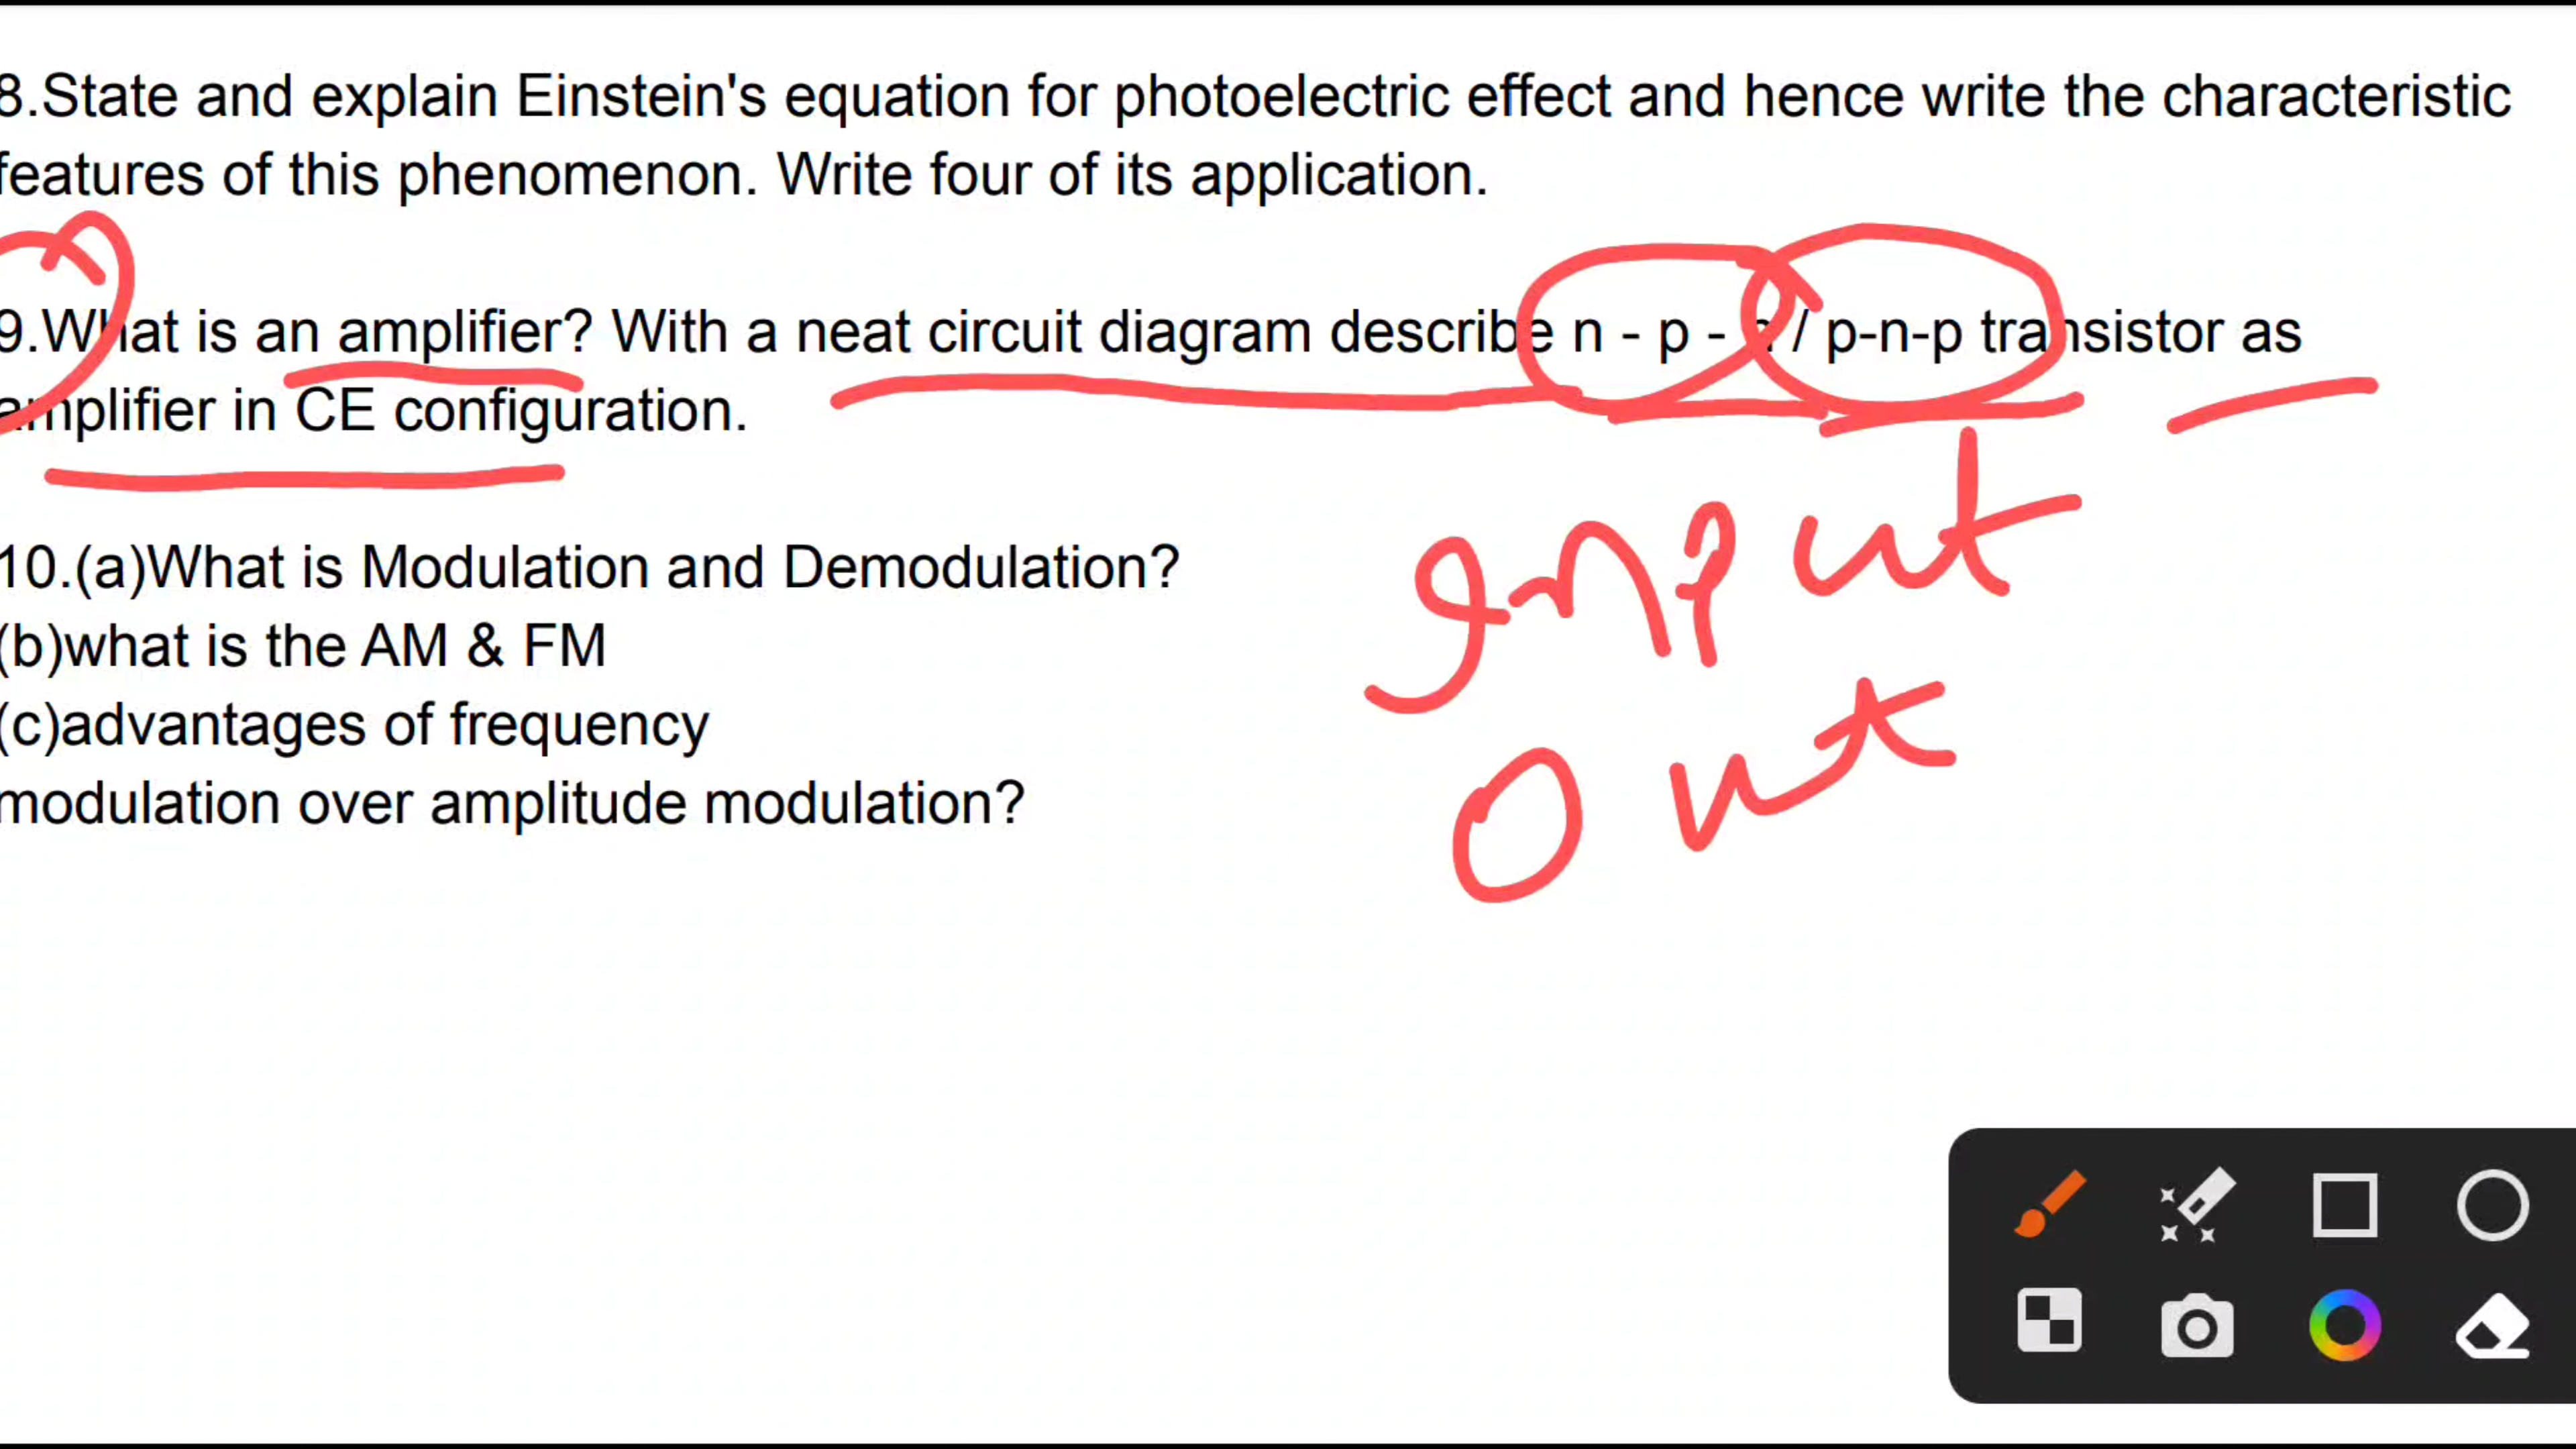 8.State and explain Einstein's equation for photoelectric effect and hence write the characteristic
features of this phenomenon. Write four of its application.
9.What is an amplifier? With a neat circuit diagram describe n - p - n / p-n-p transistor as
amplifier in CE configuration.
Input
10.(a)What is Modulation and Demodulation?
(b)what is the AM & FM
(c)advantages of frequency
Out
modulation over amplitude modulation?